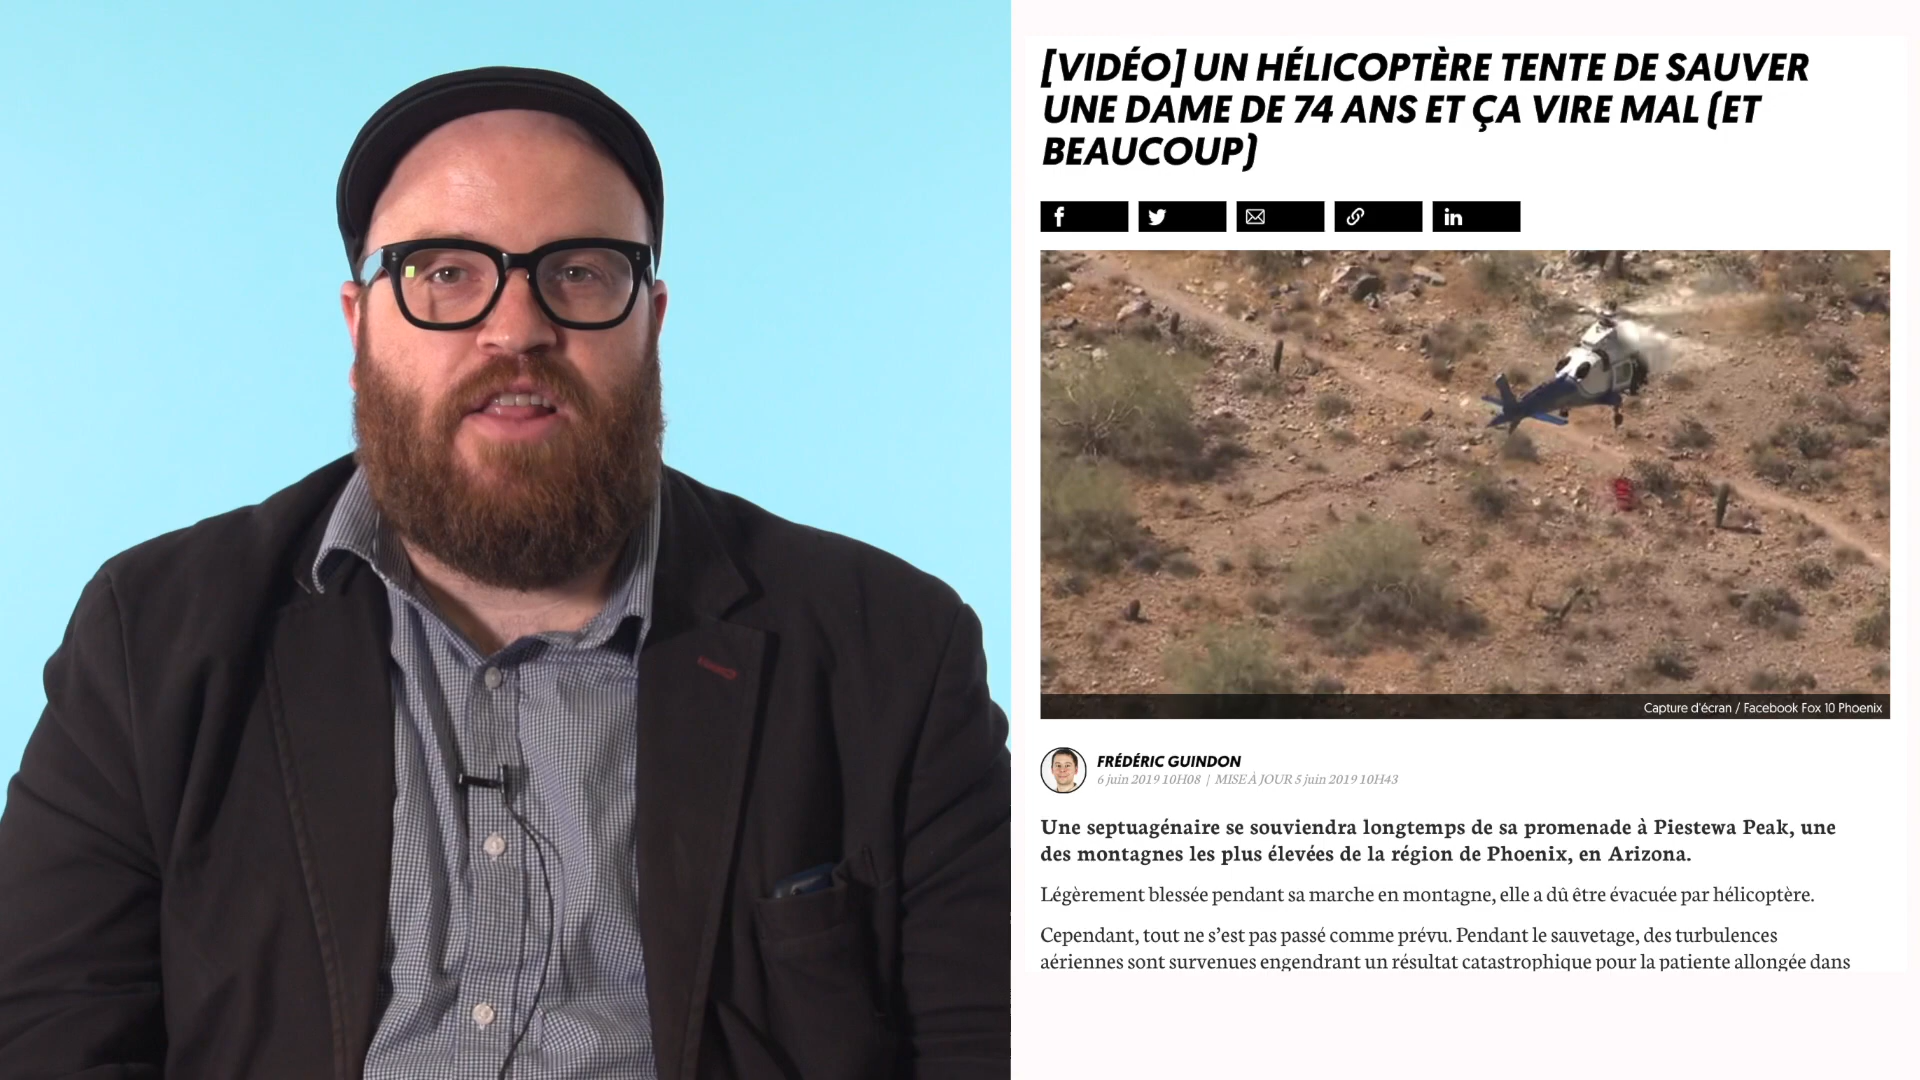 [VIDÉO] UN HÉLICOPTÈRE TENTE DE SAUVER
UNE DAME DE 74 ANS ET ÇA VIRE MAL (ET
BEAUCOUP)
Capture d'écran / Facebook Fox 10 Phoenix
FRÉDÉRIC GUINDON
6 juin 2019 10H08 | MISE À JOUR 5 juin 2019 10H43
Une septuagénaire se souviendra longtemps de sa promenade à Piestewa Peak, une
des montagnes les plus élevées de la région de Phoenix, en Arizona.
Légèrement blessée pendant sa marche en montagne, elle a dû être évacuée par hélicoptère.
Cependant, tout ne s'est pas passé comme prévu. Pendant le sauvetage, des turbulences
aériennes sont survenues engendrant un résultat catastrophique pour la patiente allongée dans